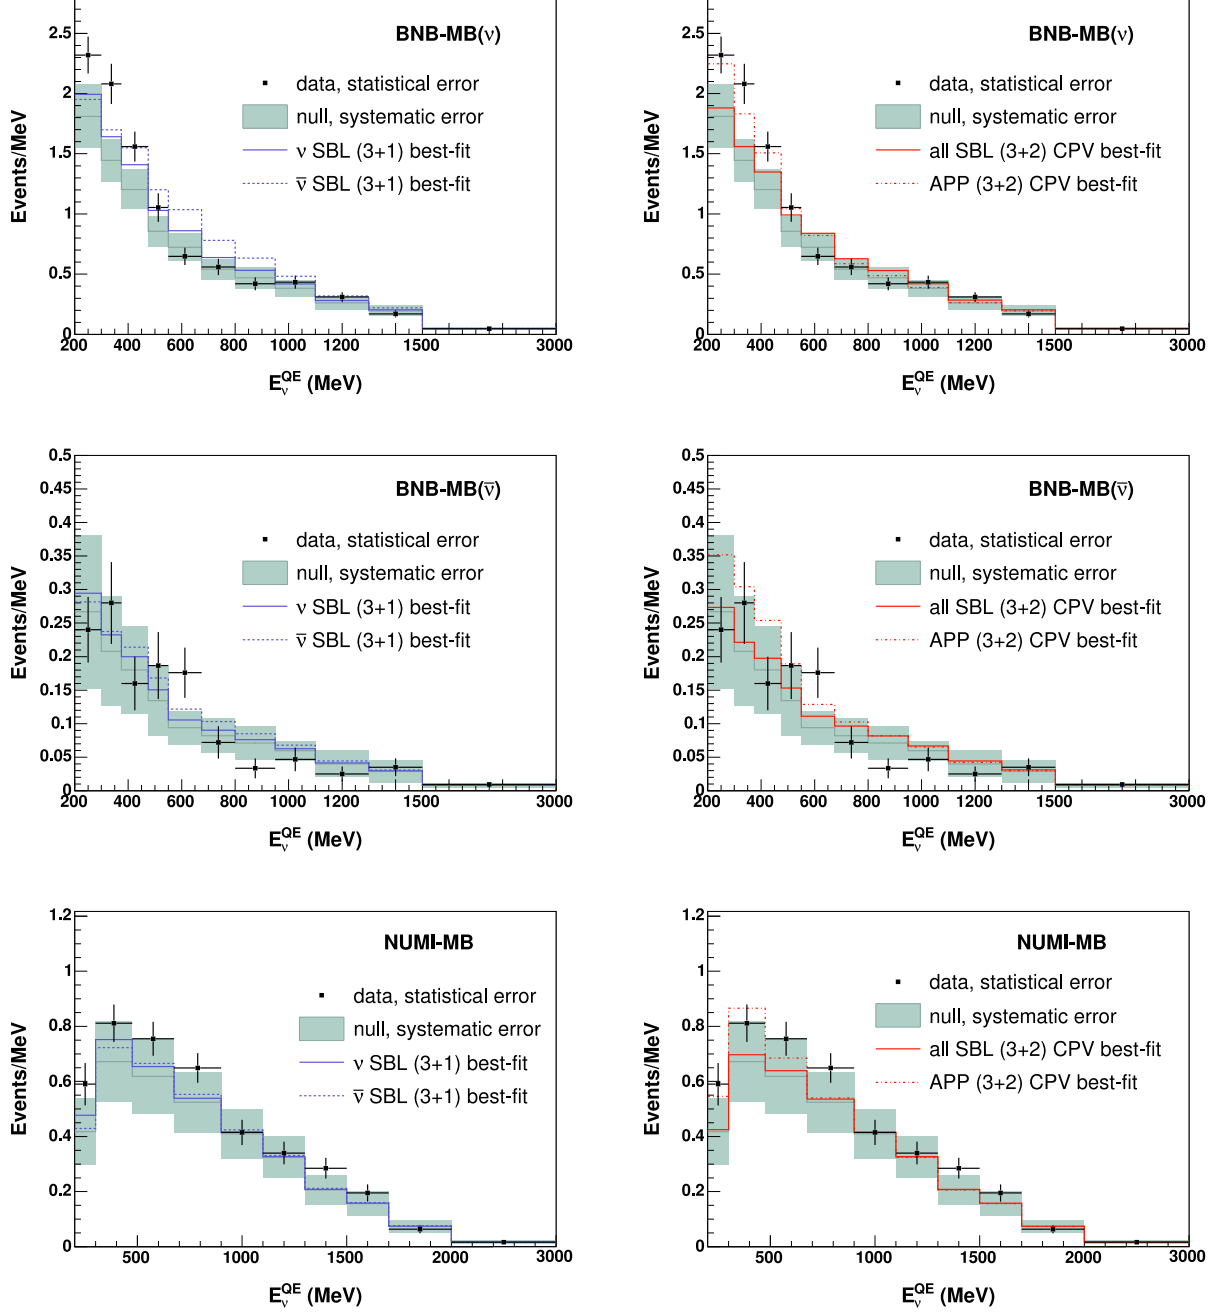 BNB-MB(ν)
data, statistical error
null, systematic error
ν SBL (3+1) best-fit
ν̅ SBL (3+1) best-fit
Events/MeV
2.5
2
1.5
1
0.5
0
200 400 600 800 1000 1200 1500 3000
E_ν^QE (MeV)
BNB-MB(ν)
data, statistical error
null, systematic error
all SBL (3+2) CPV best-fit
APP (3+2) CPV best-fit
Events/MeV
2.5
2
1.5
1
0.5
0
200 400 600 800 1000 1200 1500 3000
E_ν^QE (MeV)
BNB-MB(ν̅)
data, statistical error
null, systematic error
ν SBL (3+1) best-fit
ν̅ SBL (3+1) best-fit
Events/MeV
0.5
0.45
0.4
0.35
0.3
0.25
0.2
0.15
0.1
0.05
0
200 400 600 800 1000 1200 1500 3000
E_ν^QE (MeV)
BNB-MB(ν̅)
data, statistical error
null, systematic error
all SBL (3+2) CPV best-fit
APP (3+2) CPV best-fit
Events/MeV
0.5
0.45
0.4
0.35
0.3
0.25
0.2
0.15
0.1
0.05
0
200 400 600 800 1000 1200 1500 3000
E_ν^QE (MeV)
NUMI-MB
data, statistical error
null, systematic error
ν SBL (3+1) best-fit
ν̅ SBL (3+1) best-fit
Events/MeV
1.2
1
0.8
0.6
0.4
0.2
0
500 1000 1500 2000 3000
E_ν^QE (MeV)
NUMI-MB
data, statistical error
null, systematic error
all SBL (3+2) CPV best-fit
APP (3+2) CPV best-fit
Events/MeV
1.2
1
0.8
0.6
0.4
0.2
0
500 1000 1500 2000 3000
E_ν^QE (MeV)